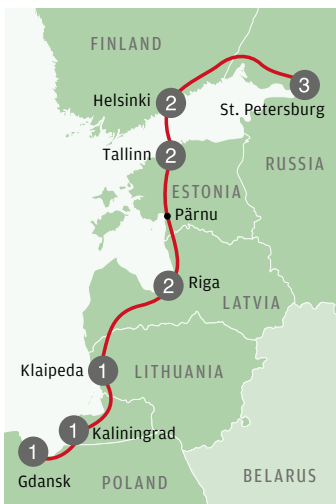 FINLAND
Helsinki
2
3
St. Petersburg
Tallinn
2
RUSSIA
ESTONIA
Pärnu
2
Riga
LATVIA
Klaipeda
1
LITHUANIA
1
Kaliningrad
1
Gdansk
POLAND
BELARUS